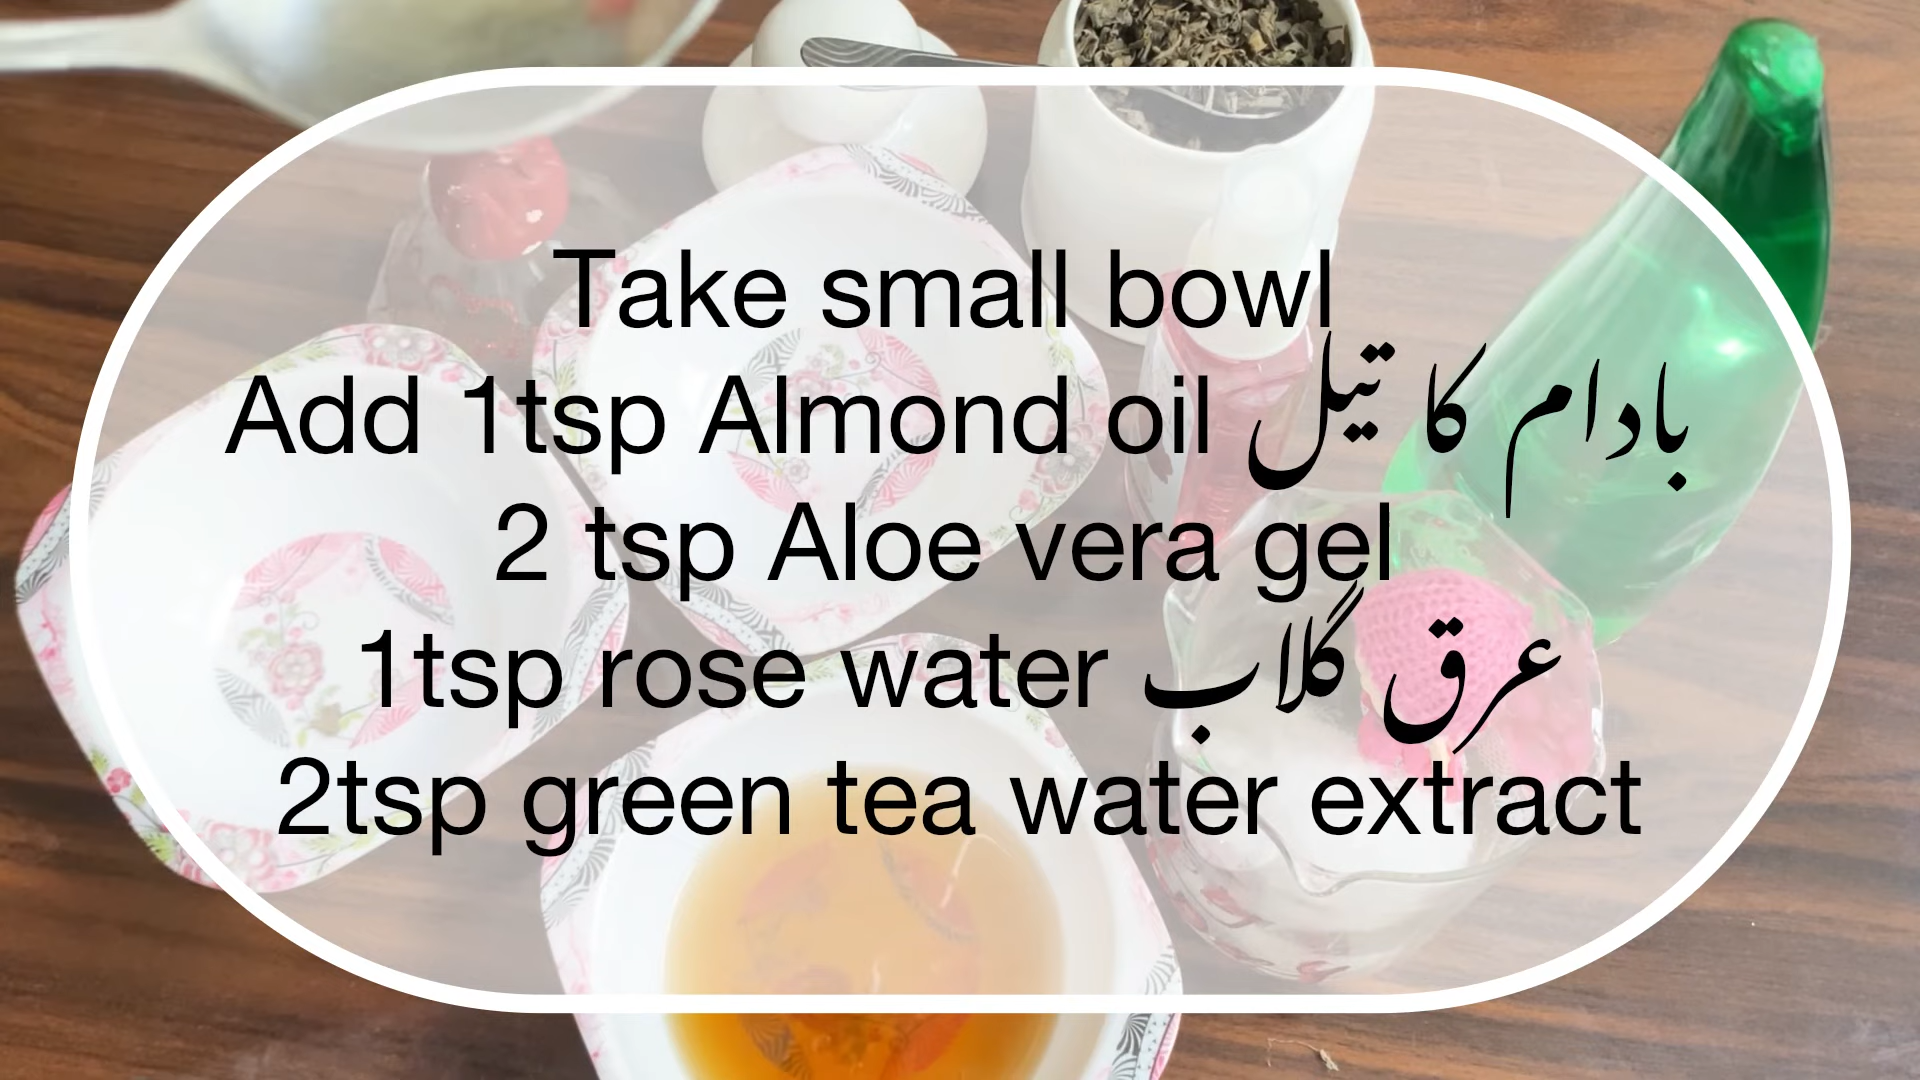 Take small bowl
Add 1tsp Almond oil بادام کا تیل
2 tsp Aloe vera gel
1tsp rose water عرق گلاب
2tsp green tea water extract